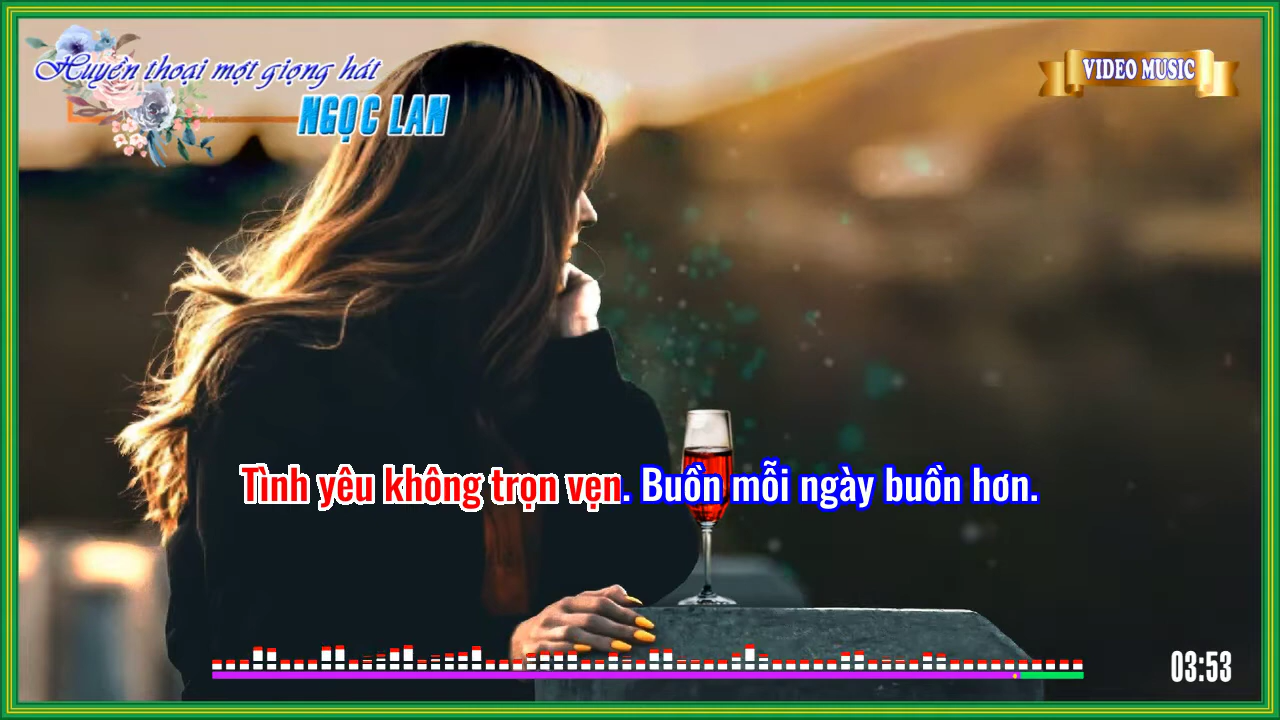 Huyền thoại một giọng hát
NGỌC LAN
VIDEO MUSIC
Tình yêu không trọn vẹn. Buồn mỗi ngày buồn hơn.
03:53